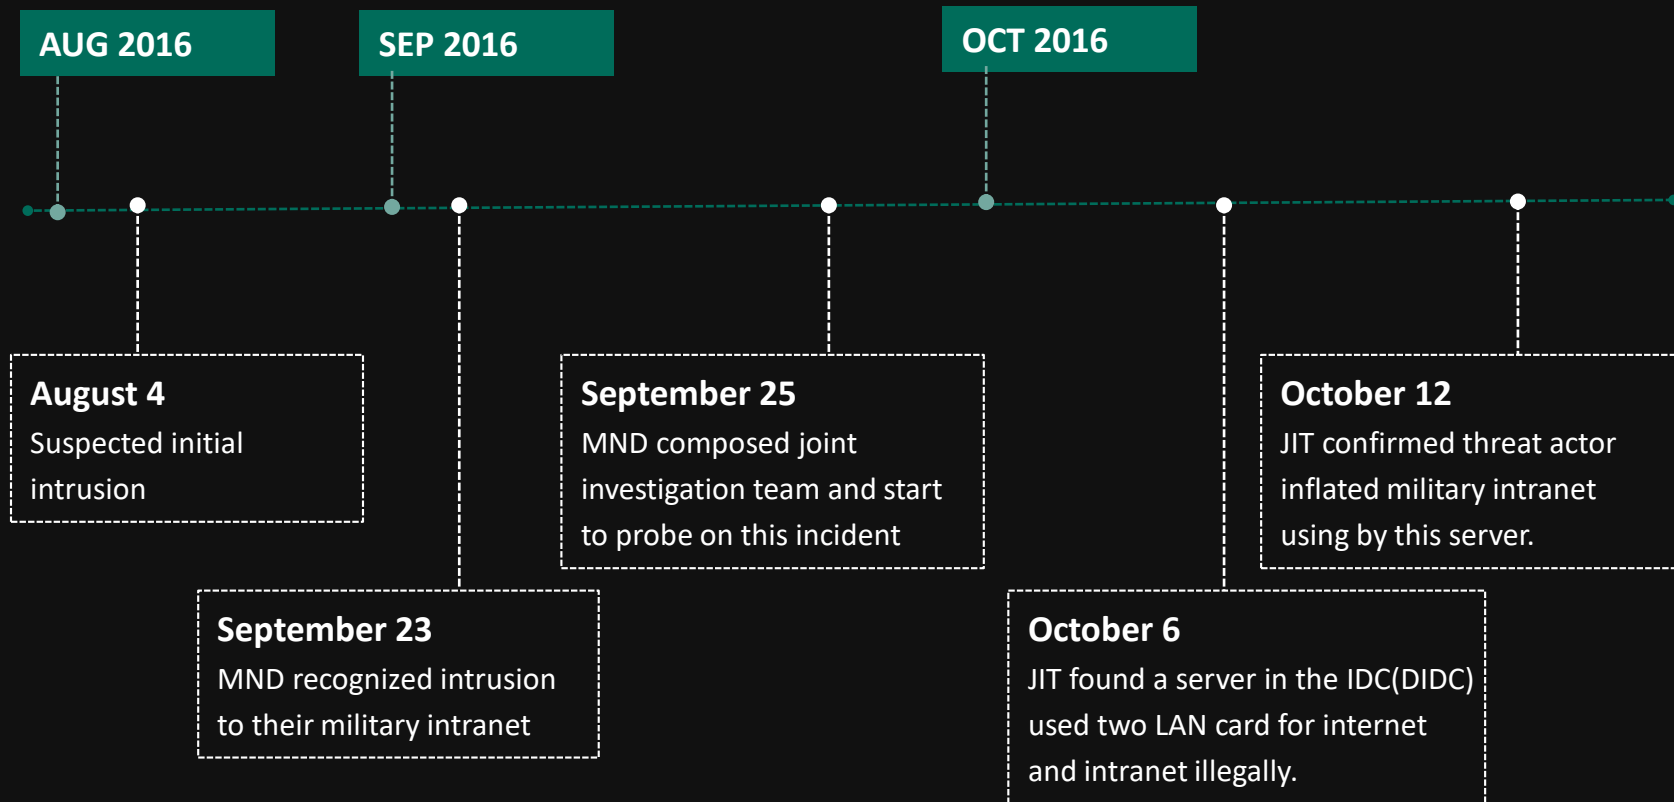 AUG 2016
SEP 2016
OCT 2016
August 4
Suspected initial
intrusion
September 23
MND recognized intrusion
to their military intranet
September 25
MND composed joint
investigation team and start
to probe on this incident
October 6
JIT found a server in the IDC(DIDC)
used two LAN card for internet
and intranet illegally.
October 12
JIT confirmed threat actor
inflated military intranet
using by this server.